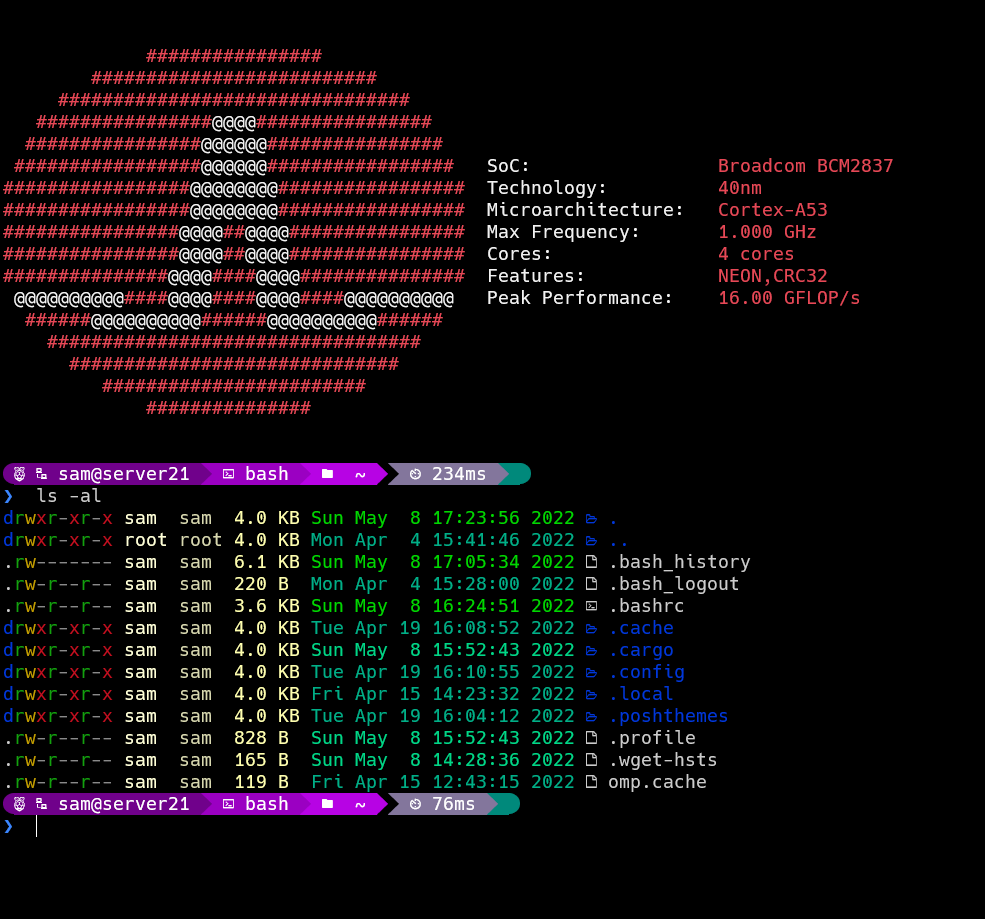 ################
##########################
################################
################@@@@################
################@@@@@@################
#################@@@@@@################# SoC: Broadcom BCM2837
#################@@@@@@@@################# Technology: 40nm
#################@@@@@@@@################# Microarchitecture: Cortex-A53
################@@@@##@@@@################ Max Frequency: 1.000 GHz
################@@@@##@@@@################ Cores: 4 cores
###############@@@@####@@@@############### Features: NEON,CRC32
@@@@@@@@@@####@@@@####@@@@####@@@@@@@@@@ Peak Performance: 16.00 GFLOP/s
######@@@@@@@@@@######@@@@@@@@@@######
##################################
##############################
########################
###############
sam@server21 bash ~ 234ms
❯ ls -al
drwxr-xr-x sam sam 4.0 KB Sun May 8 17:23:56 2022 .
drwxr-xr-x root root 4.0 KB Mon Apr 4 15:41:46 2022 ..
.rw------- sam sam 6.1 KB Sun May 8 17:05:34 2022 .bash_history
.rw-r--r-- sam sam 220 B Mon Apr 4 15:28:00 2022 .bash_logout
.rw-r--r-- sam sam 3.6 KB Sun May 8 16:24:51 2022 .bashrc
drwxr-xr-x sam sam 4.0 KB Tue Apr 19 16:08:52 2022 .cache
drwxr-xr-x sam sam 4.0 KB Sun May 8 15:52:43 2022 .cargo
drwxr-xr-x sam sam 4.0 KB Tue Apr 19 16:10:55 2022 .config
drwxr-xr-x sam sam 4.0 KB Fri Apr 15 14:23:32 2022 .local
drwxr-xr-x sam sam 4.0 KB Tue Apr 19 16:04:12 2022 .poshthemes
.rw-r--r-- sam sam 828 B Sun May 8 15:52:43 2022 .profile
.rw-r--r-- sam sam 165 B Sun May 8 14:28:36 2022 .wget-hsts
.rw-r--r-- sam sam 119 B Fri Apr 15 12:43:15 2022 omp.cache
sam@server21 bash ~ 76ms
❯